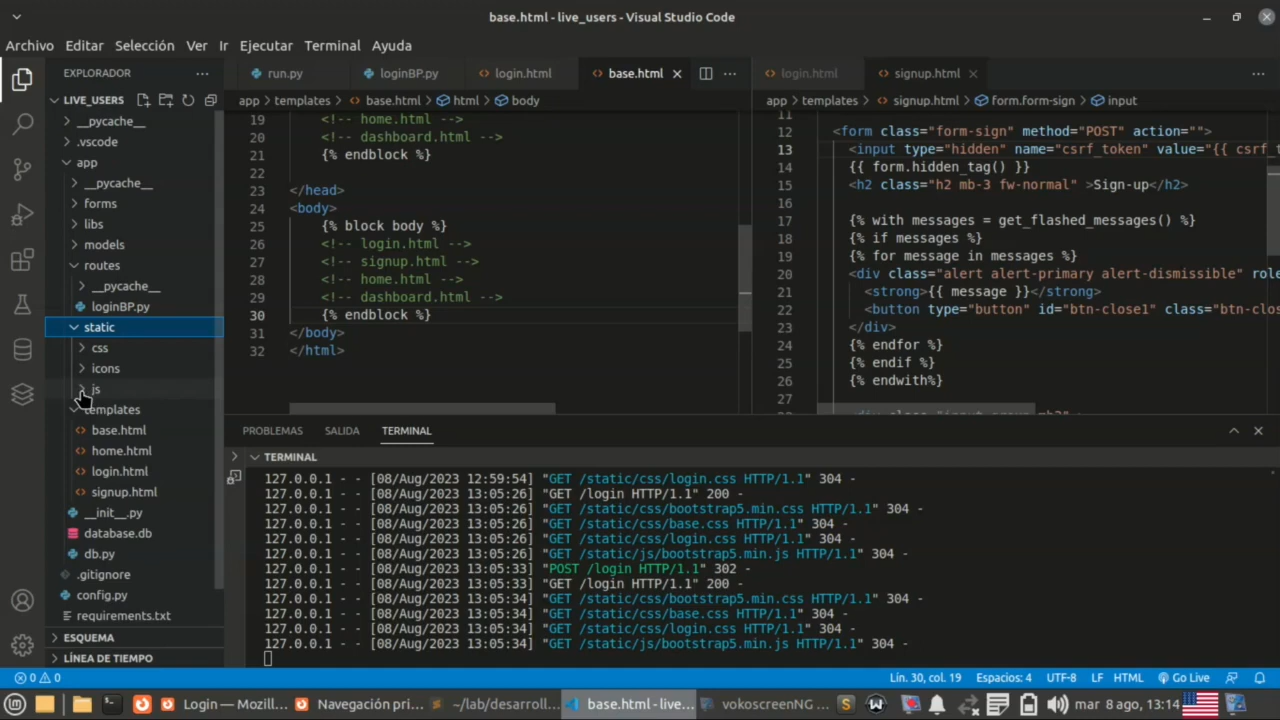 base.html - live_users - Visual Studio Code
Archivo Editar Selección Ver Ir Ejecutar Terminal Ayuda
EXPLORADOR
LIVE_USERS
__pycache__
.vscode
app
__pycache__
forms
libs
models
routes
__pycache__
loginBP.py
static
css
icons
js
templates
base.html
home.html
login.html
signup.html
__init__.py
database.db
db.py
.gitignore
config.py
requirements.txt
ESQUEMA
LÍNEA DE TIEMPO
run.py loginBP.py login.html base.html
app > templates > base.html > html > body
19 <!-- home.html -->
20 <!-- dashboard.html -->
21 {% endblock %}
22
23 </head>
24 <body>
25 {% block body %}
26 <!-- login.html -->
27 <!-- signup.html -->
28 <!-- home.html -->
29 <!-- dashboard.html -->
30 {% endblock %}
31 </body>
32 </html>
login.html signup.html
app > templates > signup.html > form.form-sign > input
11
12 <form class="form-sign" method="POST" action="">
13 <input type="hidden" name="csrf_token" value="{{ csrf_t
14 {{ form.hidden_tag() }}
15 <h2 class="h2 mb-3 fw-normal" >Sign-up</h2>
16
17 {% with messages = get_flashed_messages() %}
18 {% if messages %}
19 {% for message in messages %}
20 <div class="alert alert-primary alert-dismissible" role
21 <strong>{{ message }}</strong>
22 <button type="button" id="btn-close1" class="btn-clos
23 </div>
24 {% endfor %}
25 {% endif %}
26 {% endwith%}
27
PROBLEMAS SALIDA TERMINAL
TERMINAL
127.0.0.1 - - [08/Aug/2023 12:59:54] "GET /static/css/login.css HTTP/1.1" 304 -
127.0.0.1 - - [08/Aug/2023 13:05:26] "GET /login HTTP/1.1" 200 -
127.0.0.1 - - [08/Aug/2023 13:05:26] "GET /static/css/bootstrap5.min.css HTTP/1.1" 304 -
127.0.0.1 - - [08/Aug/2023 13:05:26] "GET /static/css/base.css HTTP/1.1" 304 -
127.0.0.1 - - [08/Aug/2023 13:05:26] "GET /static/css/login.css HTTP/1.1" 304 -
127.0.0.1 - - [08/Aug/2023 13:05:26] "GET /static/js/bootstrap5.min.js HTTP/1.1" 304 -
127.0.0.1 - - [08/Aug/2023 13:05:33] "POST /login HTTP/1.1" 302 -
127.0.0.1 - - [08/Aug/2023 13:05:33] "GET /login HTTP/1.1" 200 -
127.0.0.1 - - [08/Aug/2023 13:05:34] "GET /static/css/bootstrap5.min.css HTTP/1.1" 304 -
127.0.0.1 - - [08/Aug/2023 13:05:34] "GET /static/css/base.css HTTP/1.1" 304 -
127.0.0.1 - - [08/Aug/2023 13:05:34] "GET /static/css/login.css HTTP/1.1" 304 -
127.0.0.1 - - [08/Aug/2023 13:05:34] "GET /static/js/bootstrap5.min.js HTTP/1.1" 304 -
0 0 Lín. 30, col. 19 Espacios: 4 UTF-8 LF HTML Go Live
Login — Mozill... Navegación pri... ~/lab/desarroll... base.html - live... vokoscreenNG ... mar 8 ago, 13:14